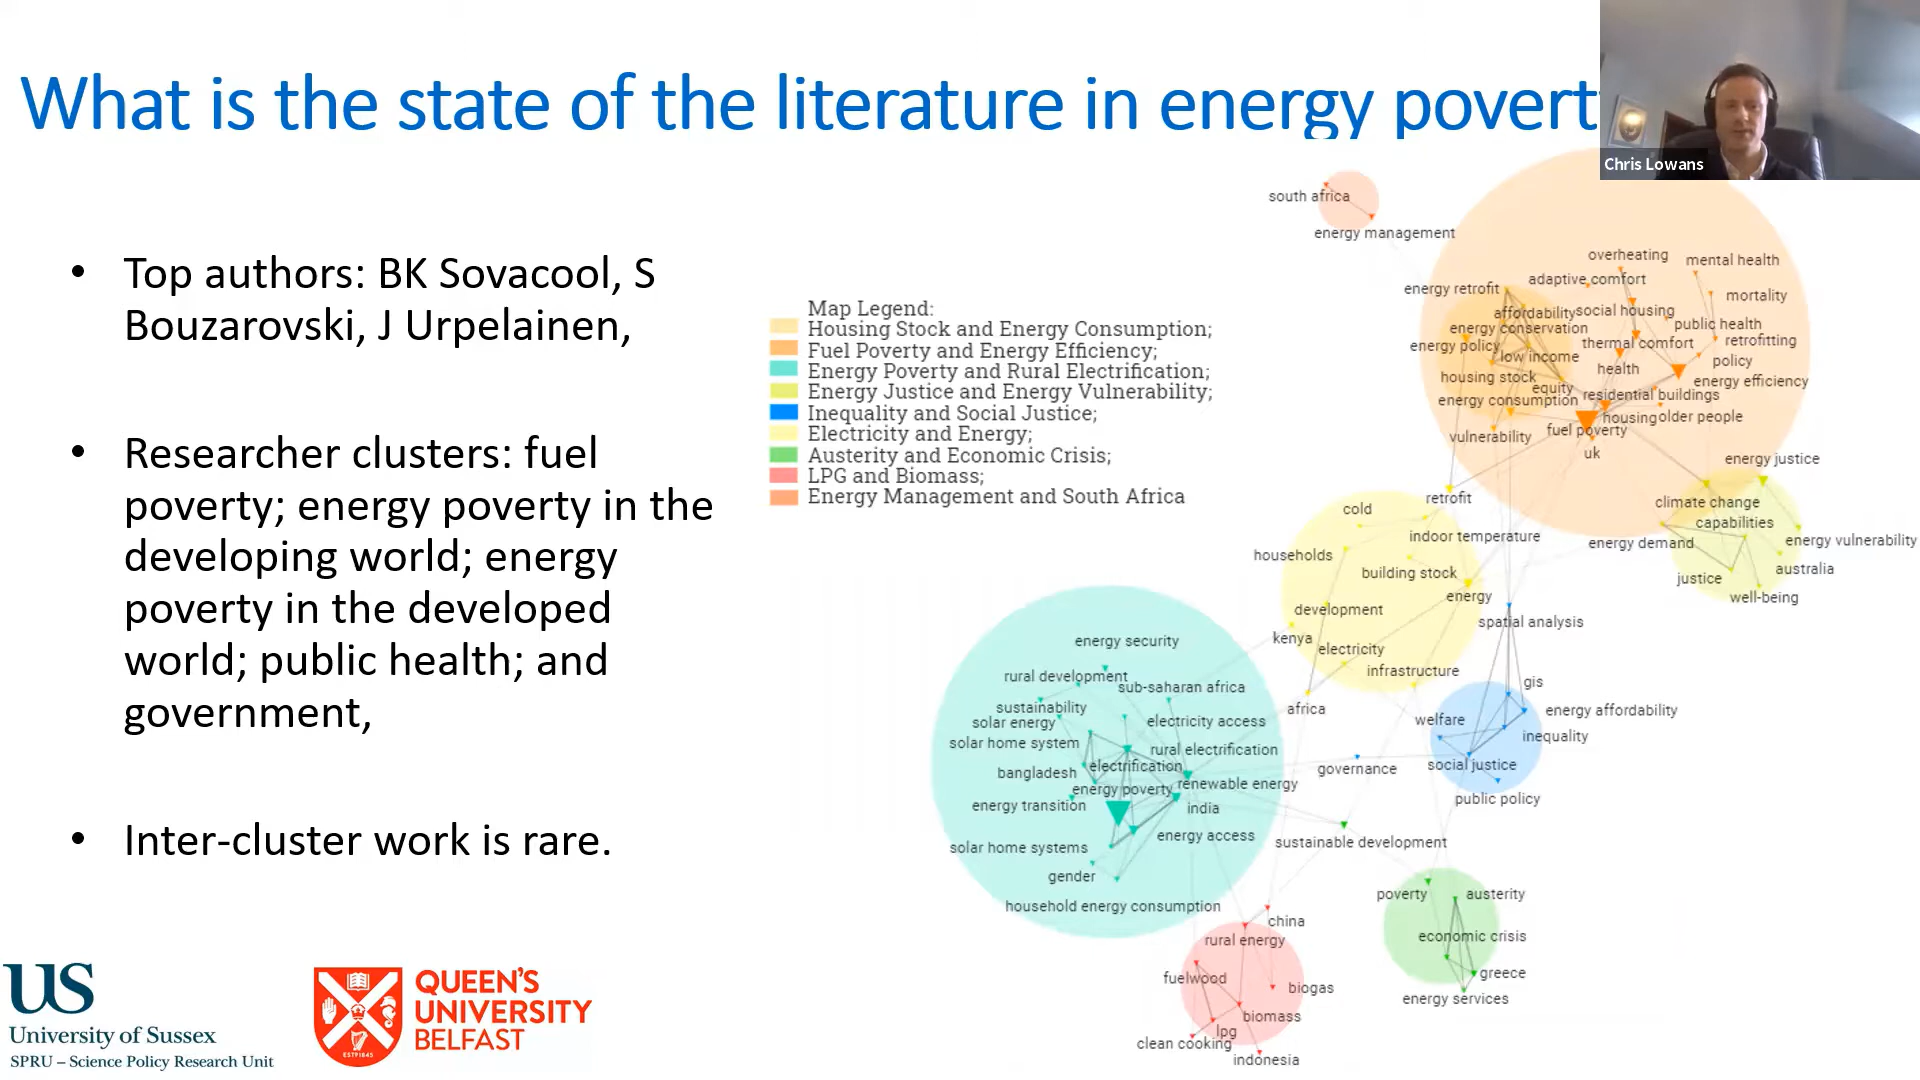 What is the state of the literature in energy povert
Chris Lowans
• Top authors: BK Sovacool, S
Bouzarovski, J Urpelainen,
• Researcher clusters: fuel
poverty; energy poverty in the
developing world; energy
poverty in the developed
world; public health; and
government,
• Inter-cluster work is rare.
Map Legend:
Housing Stock and Energy Consumption;
Fuel Poverty and Energy Efficiency;
Energy Poverty and Rural Electrification;
Energy Justice and Energy Vulnerability;
Inequality and Social Justice;
Electricity and Energy;
Austerity and Economic Crisis;
LPG and Biomass;
Energy Management and South Africa
south africa
energy management
overheating
mental health
adaptive comfort
energy retrofit
mortality
affordability
social housing
public health
energy conservation
retrofitting
thermal comfort
energy policy
low income
policy
health
housing stock
energy efficiency
equity
residential buildings
energy consumption
housing
older people
fuel poverty
vulnerability
uk
energy justice
retrofit
climate change
cold
capabilities
indoor temperature
energy demand
energy vulnerability
households
building stock
australia
justice
energy
well-being
development
spatial analysis
kenya
electricity
infrastructure
energy security
rural development
sub-saharan africa
gis
sustainability
africa
energy affordability
solar energy
electricity access
welfare
inequality
solar home system
rural electrification
bangladesh
electrification
governance
social justice
energy poverty
renewable energy
public policy
energy transition
india
energy access
sustainable development
solar home systems
gender
poverty
austerity
household energy consumption
china
rural energy
economic crisis
fuelwood
greece
biogas
energy services
biomass
lpg
clean cooking
indonesia
US
University of Sussex
SPRU – Science Policy Research Unit
QUEEN'S
UNIVERSITY
BELFAST
ESTD1845